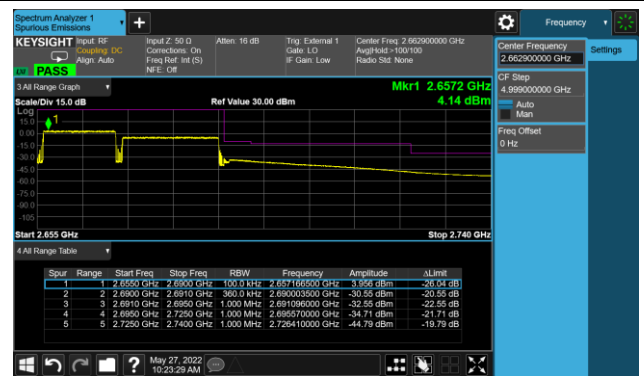 Spectrum Analyzer 1
Spurious Emissions
Frequency
KEYSIGHT Input: RF
Coupling: DC
Align: Auto
Input Z: 50 Ω
Corrections: On
Freq Ref: Int (S)
NFE: Off
Atten: 16 dB
Trig: External 1
Gate: LO
IF Gain: Low
Center Freq: 2.662900000 GHz
Avg|Hold:>100/100
Radio Std: None
PASS
Center Frequency
2.662900000 GHz
Settings
CF Step
4.999000000 GHz
Auto
Man
Freq Offset
0 Hz
3 All Range Graph
Mkr1 2.6572 GHz
Scale/Div 15.0 dB
Ref Value 30.00 dBm
4.14 dBm
Log
1
15.0
0.00
-15.0
-30.0
-45.0
-60.0
-75.0
-90.0
-105
Start 2.655 GHz
Stop 2.740 GHz
4 All Range Table
Spur Range Start Freq Stop Freq RBW Frequency Amplitude ΔLimit
1 1 2.6550 GHz 2.6900 GHz 100.0 kHz 2.657166500 GHz 3.956 dBm -26.04 dB
2 2 2.6900 GHz 2.6910 GHz 360.0 kHz 2.690003500 GHz -30.55 dBm -20.55 dB
3 3 2.6910 GHz 2.6950 GHz 1.000 MHz 2.691096000 GHz -32.55 dBm -22.55 dB
4 4 2.6950 GHz 2.7250 GHz 1.000 MHz 2.695570000 GHz -34.71 dBm -21.71 dB
5 5 2.7250 GHz 2.7400 GHz 1.000 MHz 2.726410000 GHz -44.79 dBm -19.79 dB
May 27, 2022
10:23:29 AM